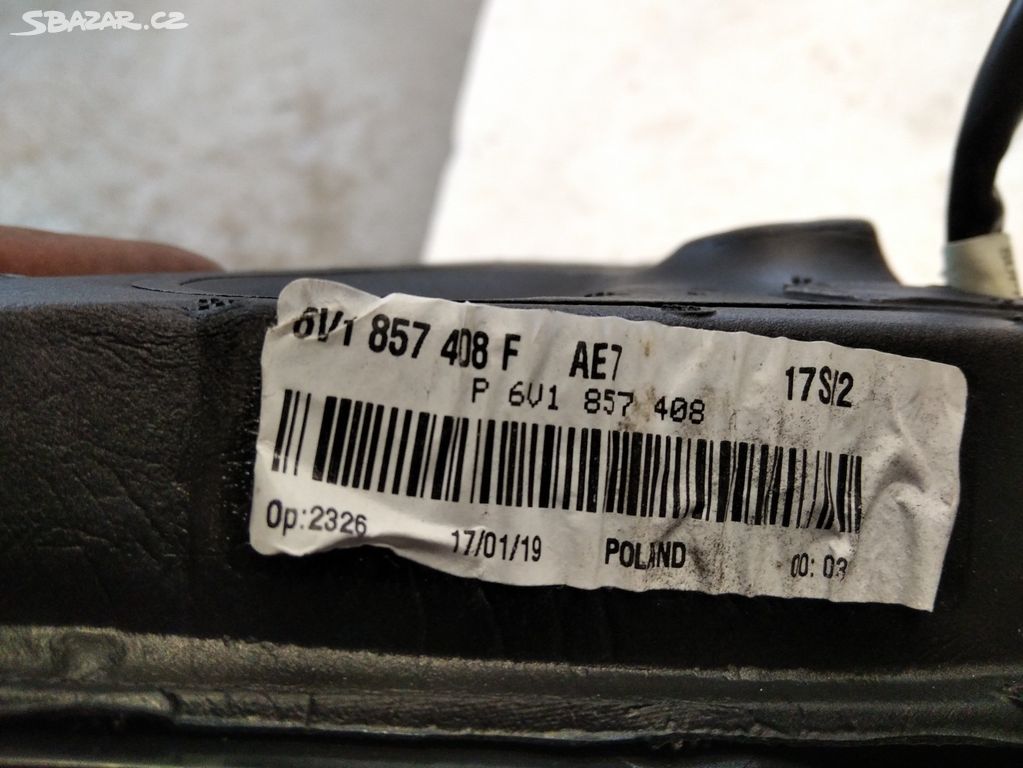 SBAZAR.CZ
6V1 857 408 F AE7 17S/2
P 6V1 857 408
Op:2326 17/01/19 POLAND 00:03